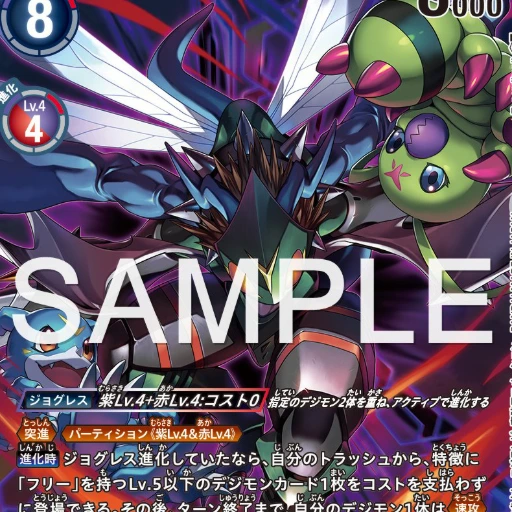 8
000
進化
Lv.4
4
SAMPLE
ジョグレス 紫Lv.4+赤Lv.4:コスト0 指定のデジモン2体を重ね、アクティブで進化する
突進 パーティション《紫Lv.4&赤Lv.4》
進化時 ジョグレス進化していたなら、自分のトラッシュから、特徴に
「フリー」を持つLv.5以下のデジモンカード1枚をコストを支払わず
に登場できる。その後、ターン終了まで、自分のデジモン1体は、速攻